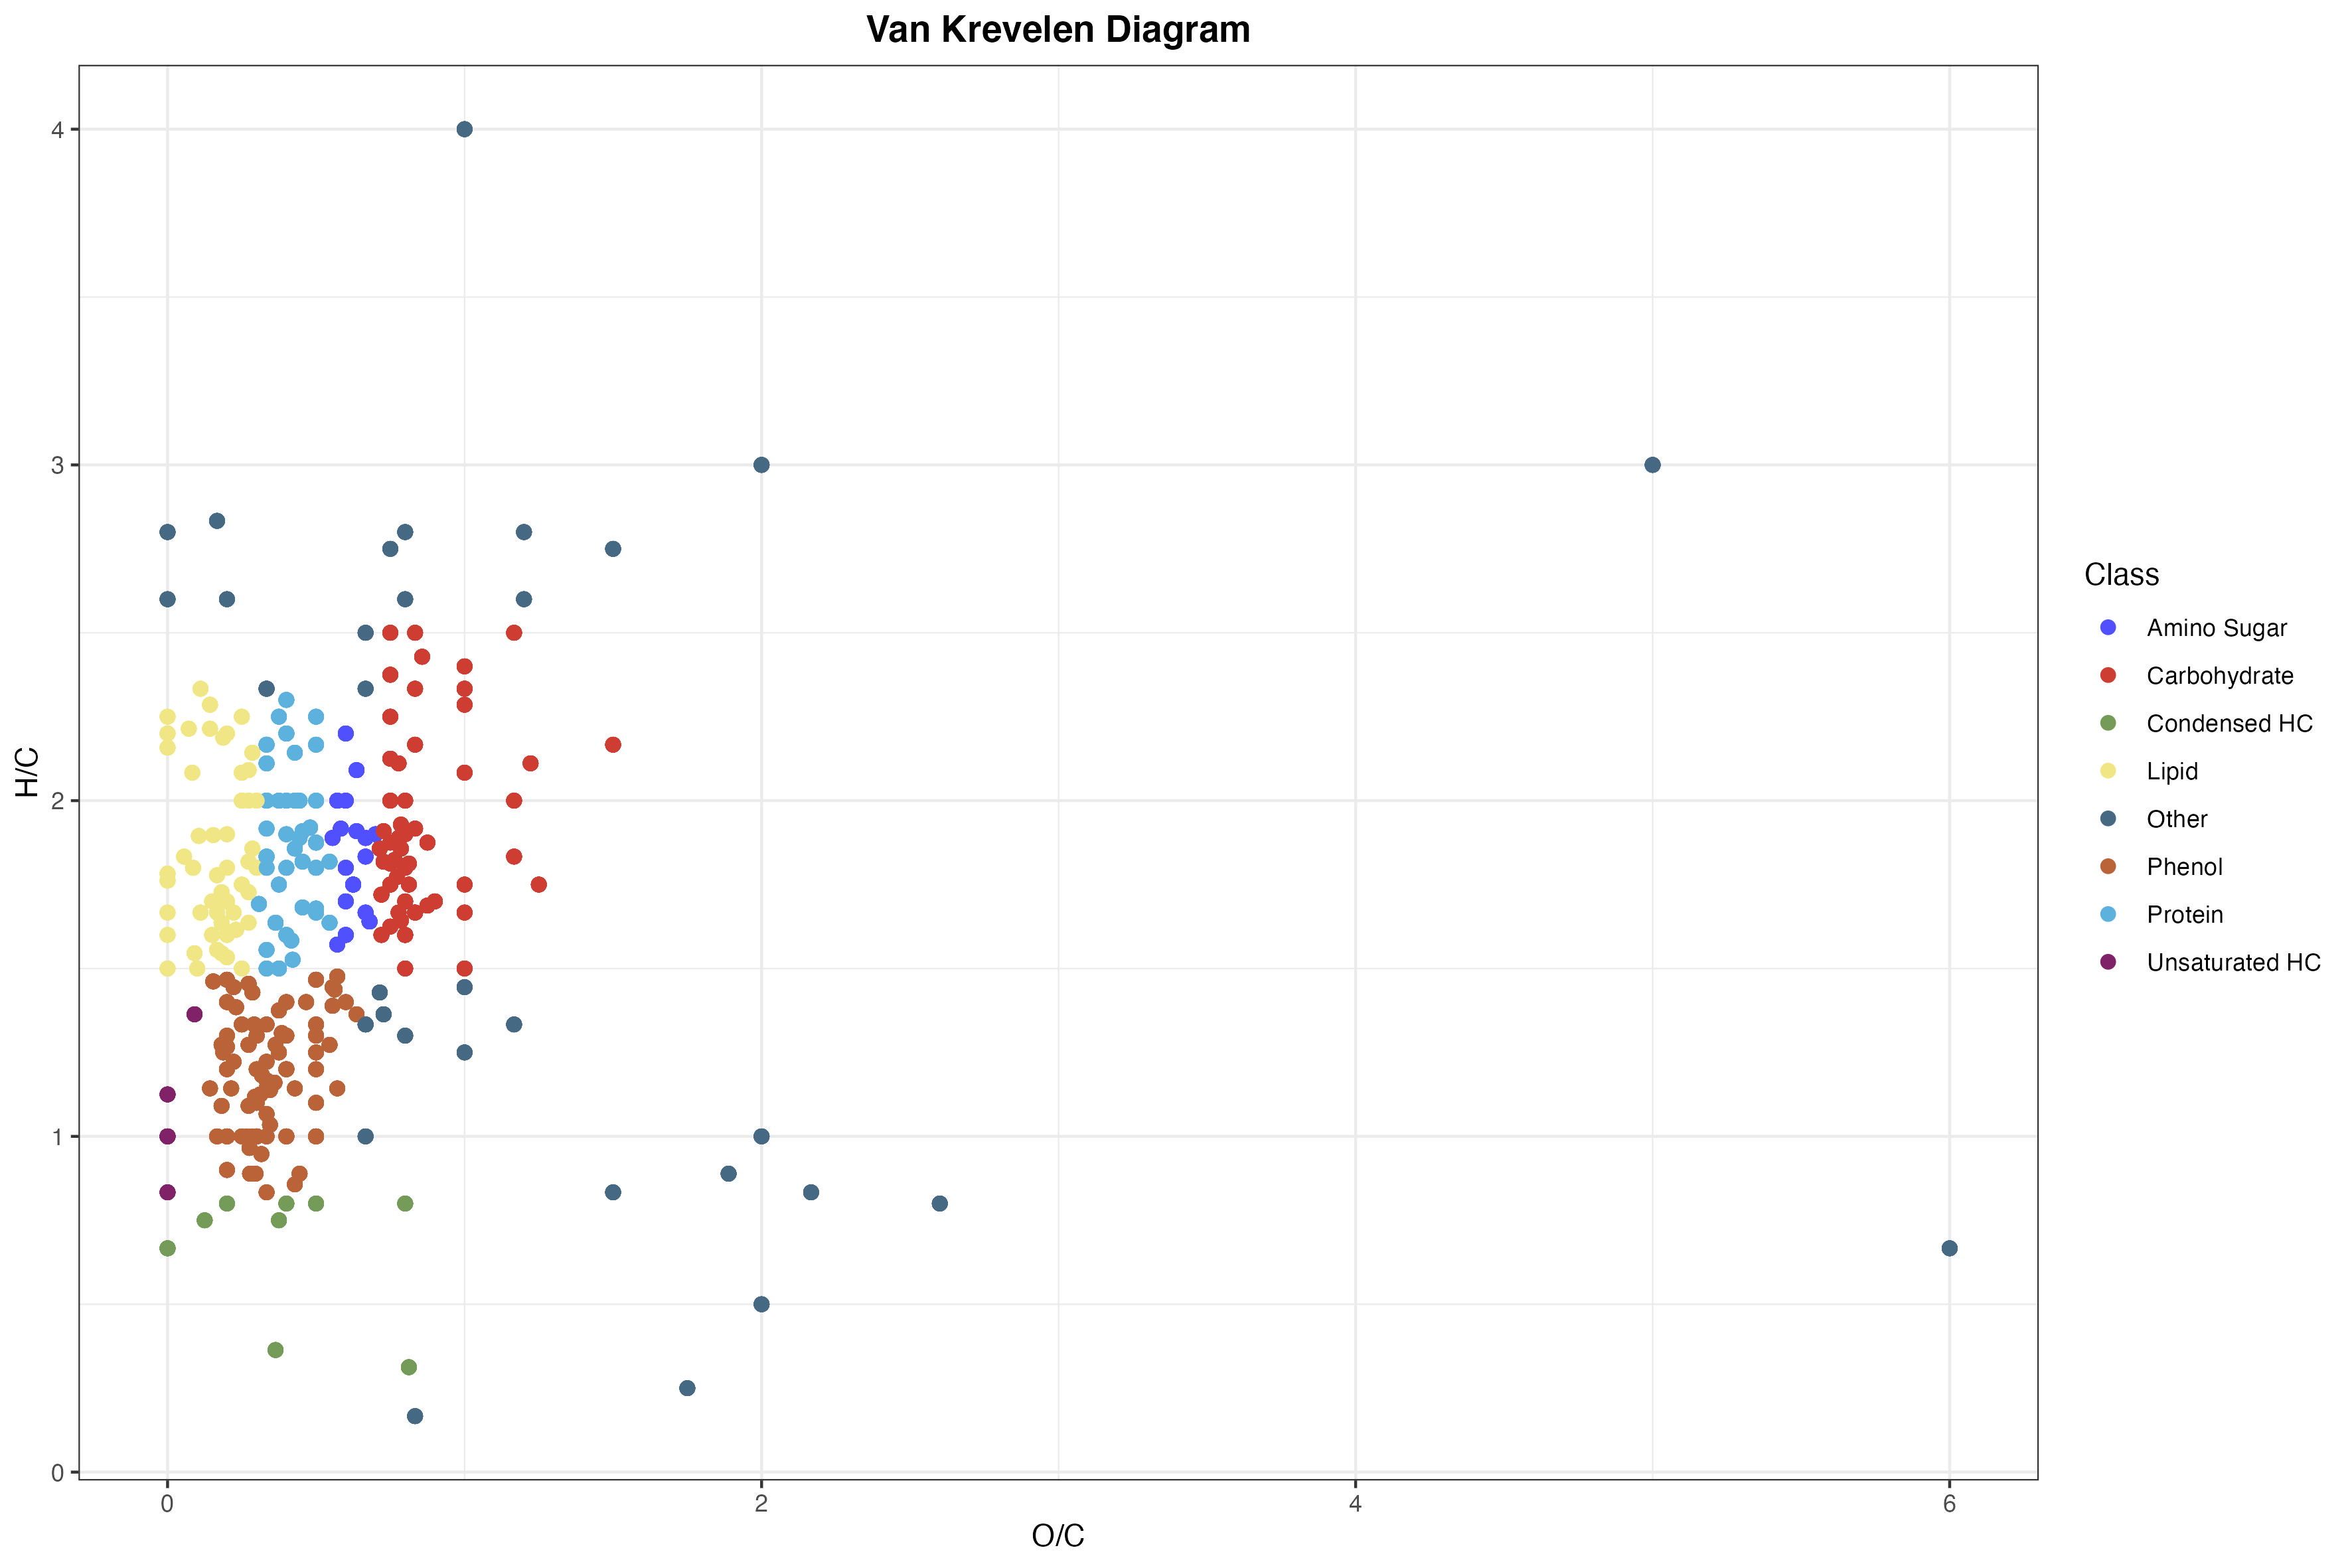 Van Krevelen Diagram
4
3
2
1
0
H/C
0
2
4
6
O/C
Class
Amino Sugar
Carbohydrate
Condensed HC
Lipid
Other
Phenol
Protein
Unsaturated HC